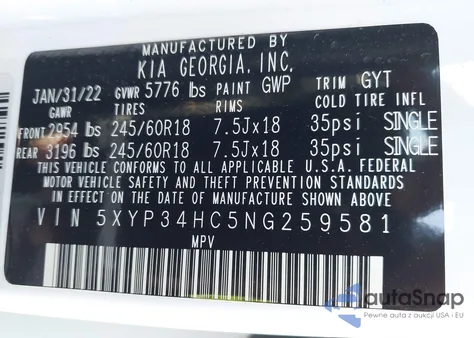 MANUFACTURED BY
KIA GEORGIA, INC.
JAN/31/22 GVWR 5776 lbs PAINT GWP TRIM GYT
GAWR TIRES RIMS COLD TIRE INFL
FRONT 2954 lbs 245/60R18 7.5Jx18 35psi SINGLE
REAR 3196 lbs 245/60R18 7.5Jx18 35psi SINGLE
THIS VEHICLE CONFORMS TO ALL APPLICABLE U.S.A. FEDERAL
MOTOR VEHICLE SAFETY AND THEFT PREVENTION STANDARDS
IN EFFECT ON THE DATE OF MANUFACTURE SHOWN ABOVE.
VIN 5XYP34HC5NG259581
MPV
autaSnap
Pewne auta z aukcji USA i EU